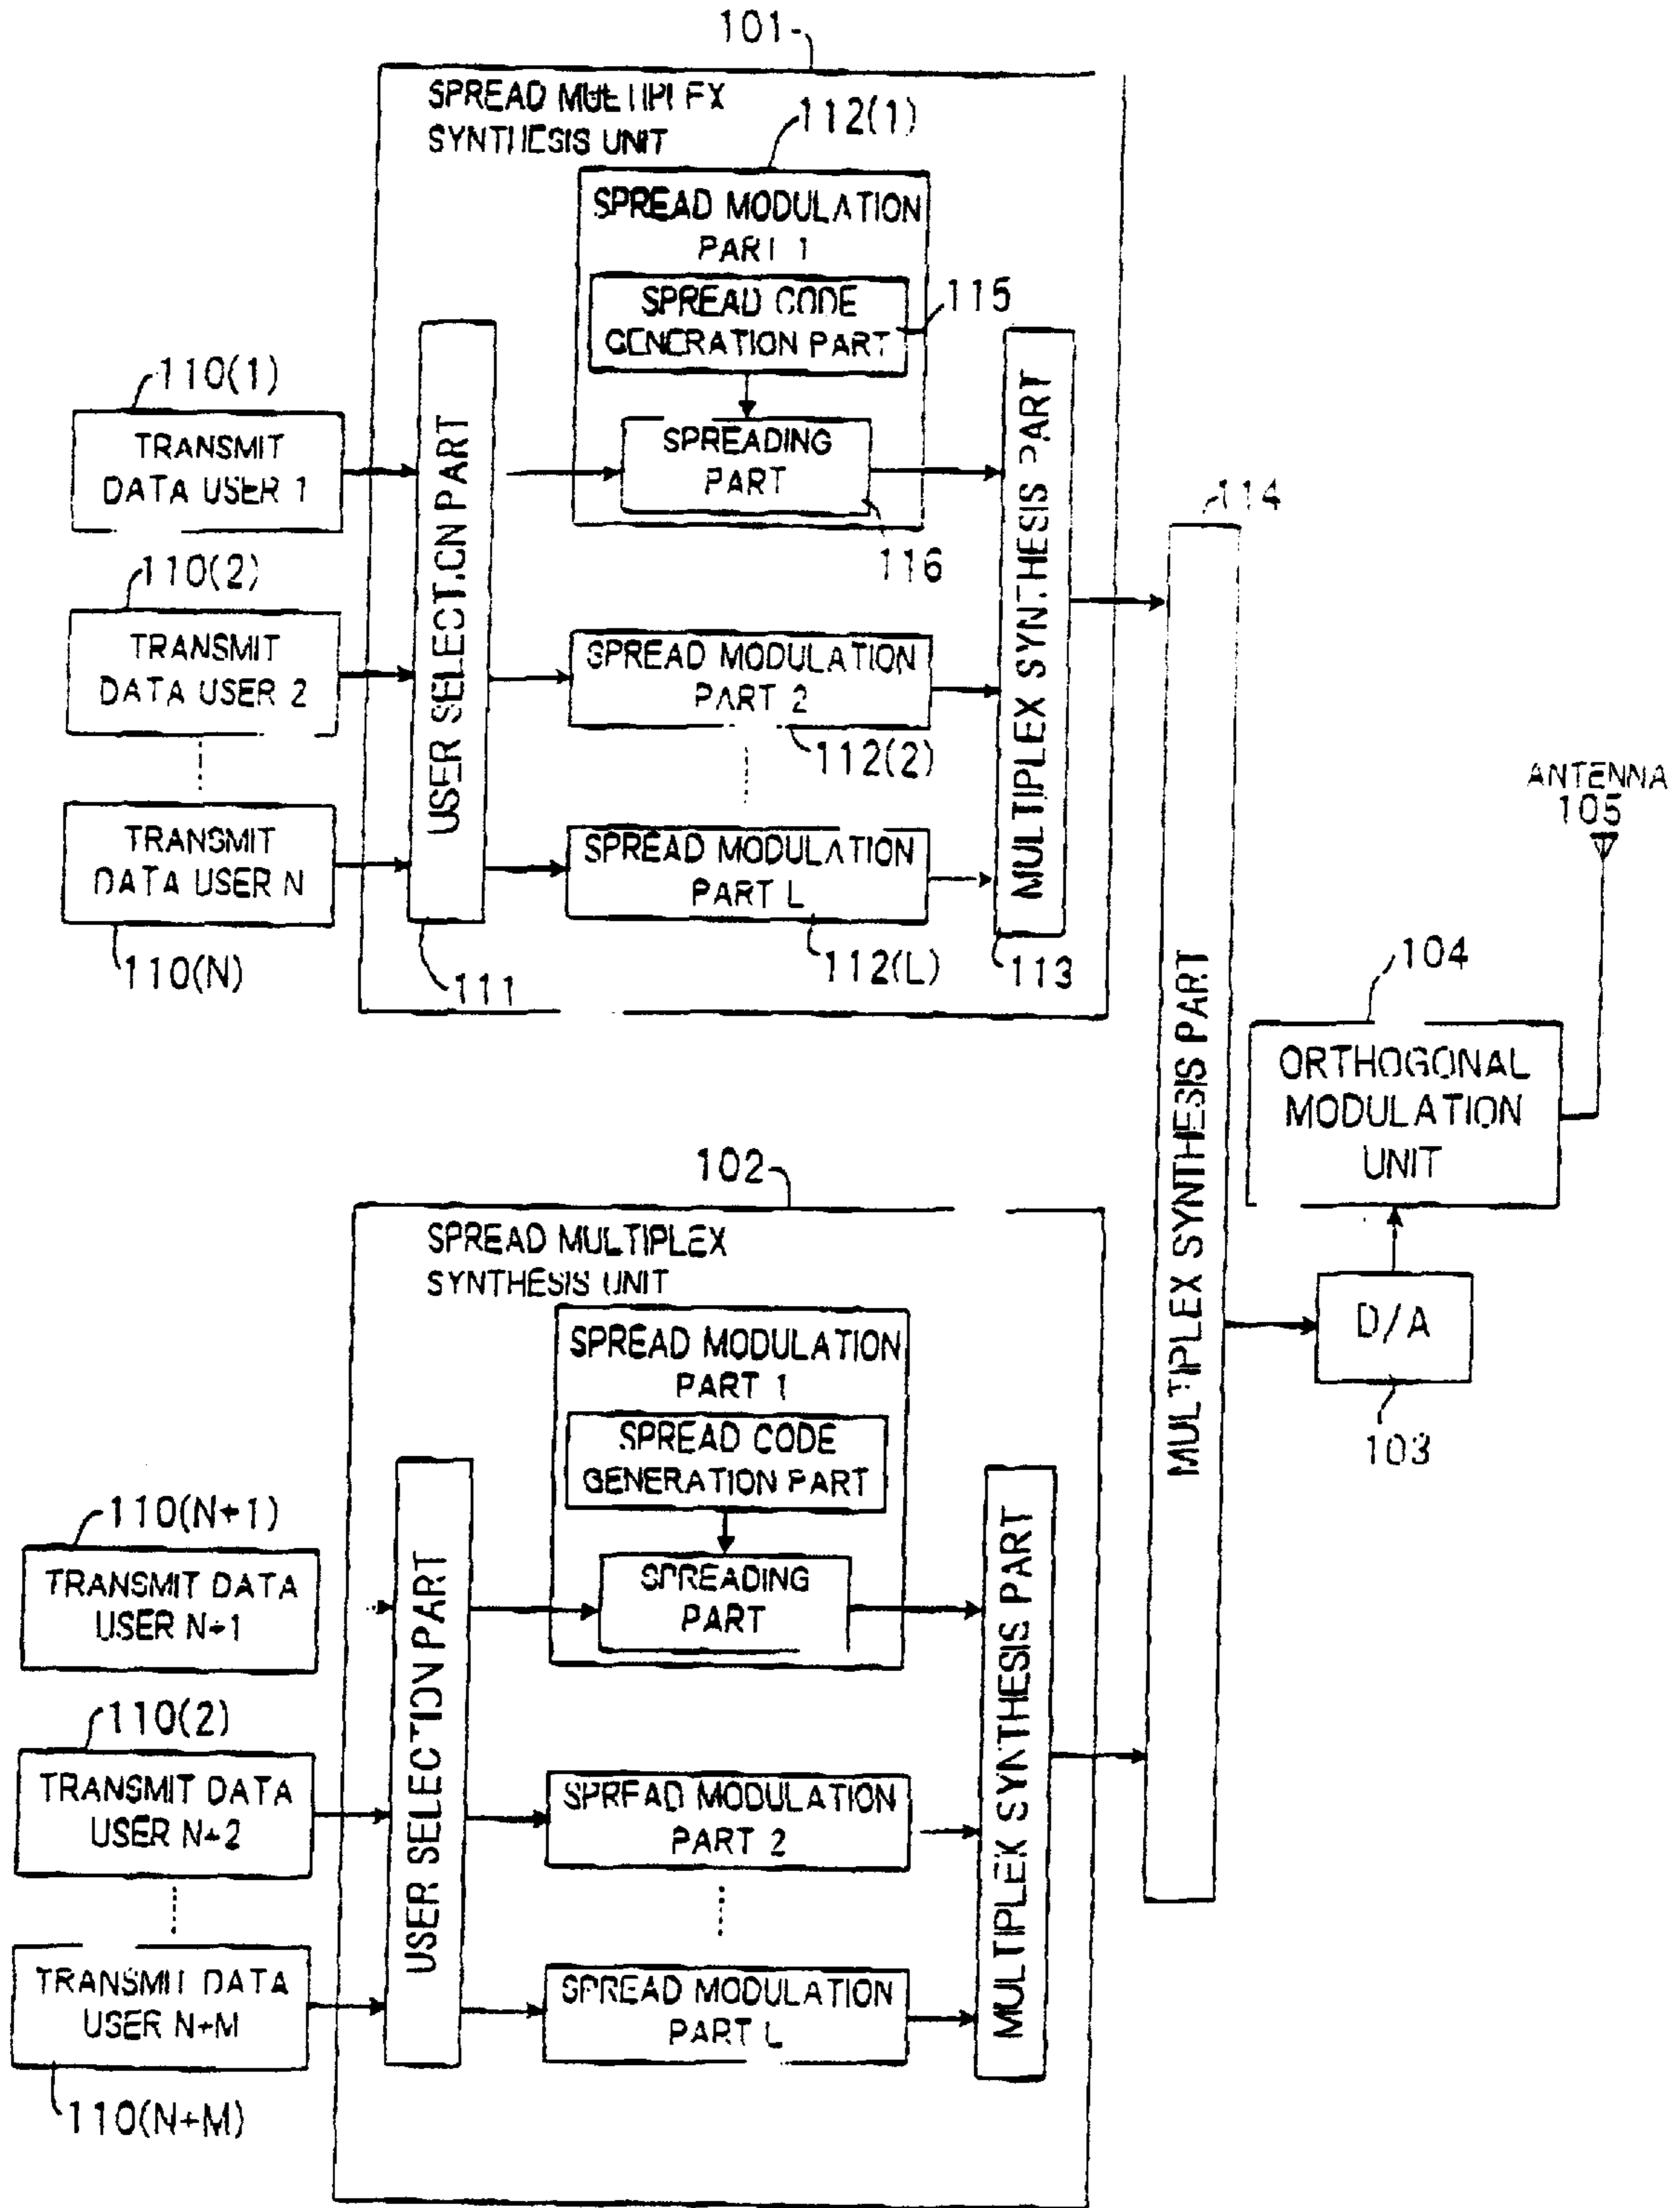 101
SPREAD MULTIPLEX
SYNTHESIS UNIT
112(1)
SPREAD MODULATION
PART 1
SPREAD CODE
GENERATION PART
115
SPREADING
PART
116
110(1)
TRANSMIT
DATA USER 1
110(2)
TRANSMIT
DATA USER 2
TRANSMIT
DATA USER N
110(N)
USER SELECTION PART
111
SPREAD MODULATION
PART 2
112(2)
SPREAD MODULATION
PART L
112(L)
MULTIPLEX SYNTHESIS PART
113
114
MULTIPLEX SYNTHESIS PART
ANTENNA
105
104
ORTHOGONAL
MODULATION
UNIT
D/A
103
102
SPREAD MULTIPLEX
SYNTHESIS UNIT
SPREAD MODULATION
PART 1
SPREAD CODE
GENERATION PART
SPREADING
PART
110(N+1)
TRANSMIT DATA
USER N+1
110(2)
TRANSMIT DATA
USER N+2
TRANSMIT DATA
USER N+M
110(N+M)
USER SELECTION PART
SPREAD MODULATION
PART 2
SPREAD MODULATION
PART L
MULTIPLEX SYNTHESIS PART